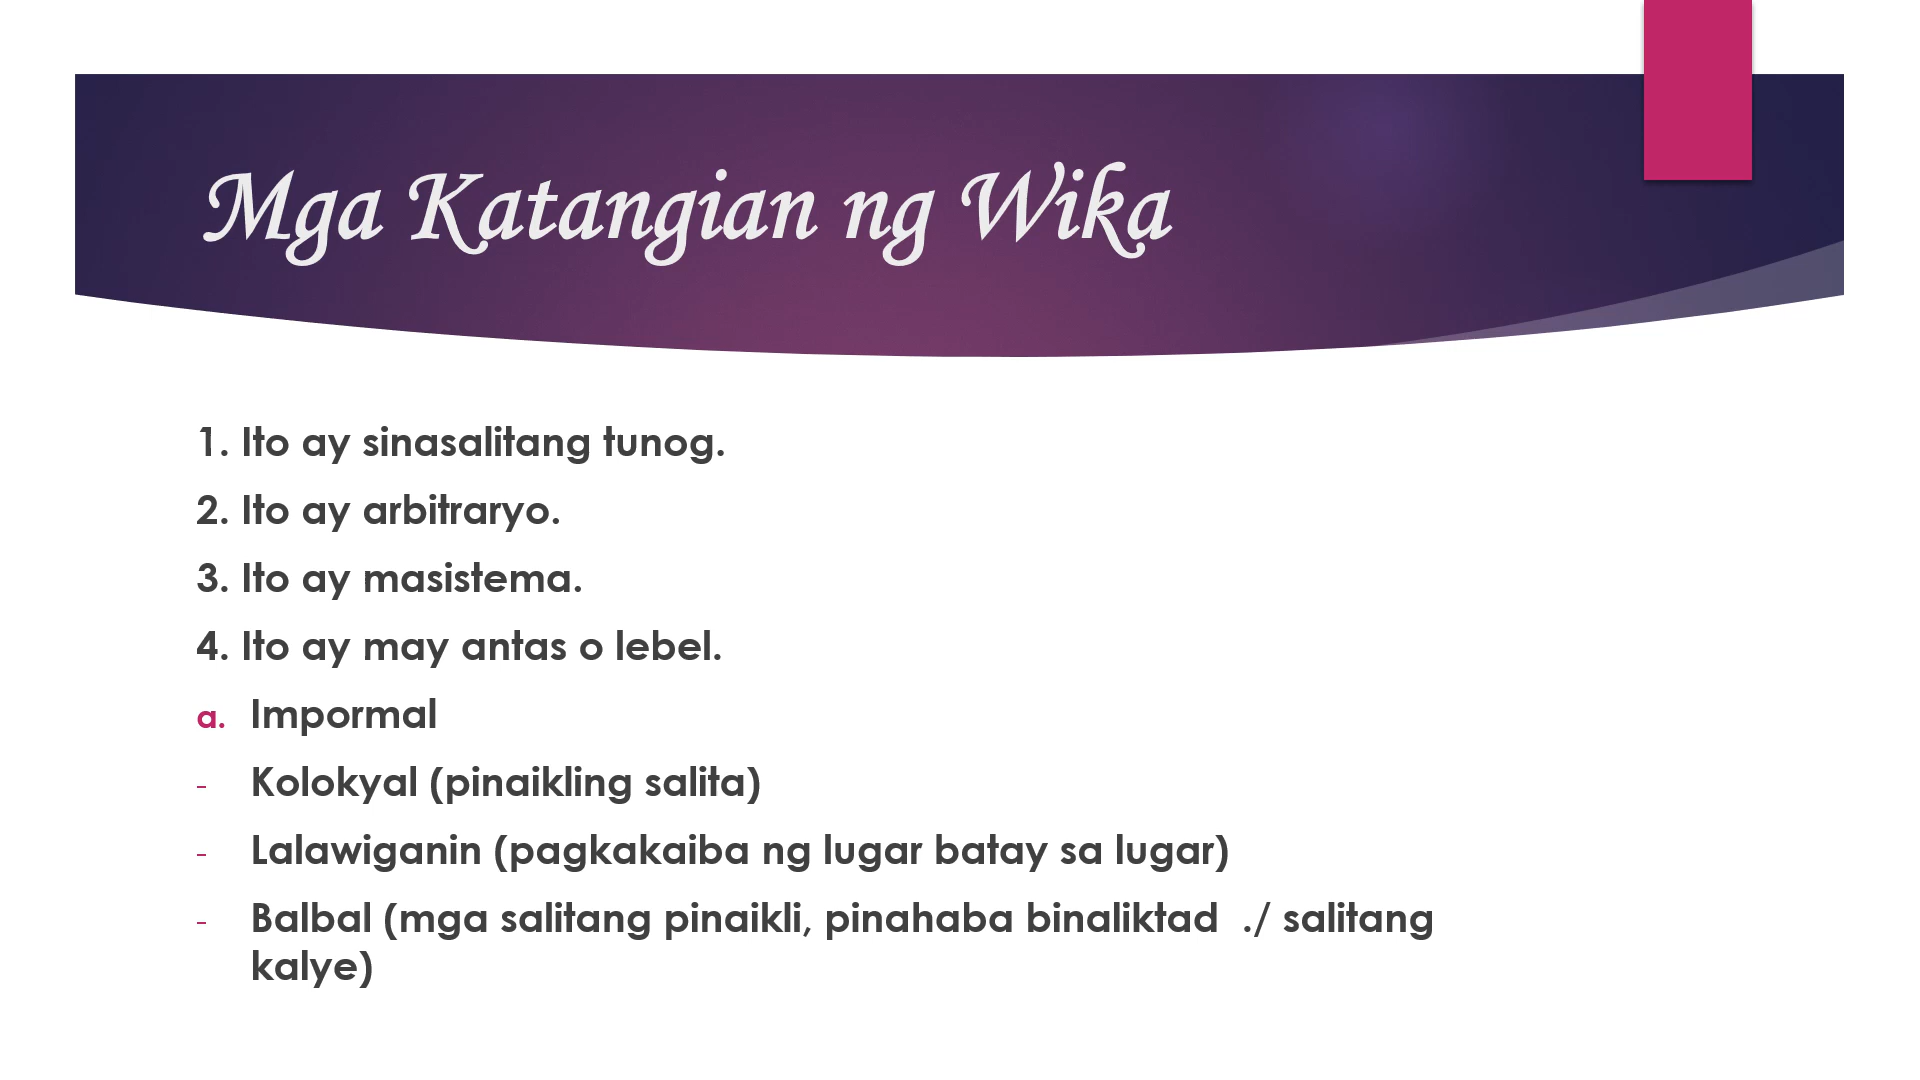 Mga Katangian ng Wika
1. Ito ay sinasalitang tunog.
2. Ito ay arbitraryo.
3. Ito ay masistema.
4. Ito ay may antas o lebel.
a. Impormal
- Kolokyal (pinaikling salita)
- Lalawiganin (pagkakaiba ng lugar batay sa lugar)
- Balbal (mga salitang pinaikli, pinahaba binaliktad ./ salitang
kalye)